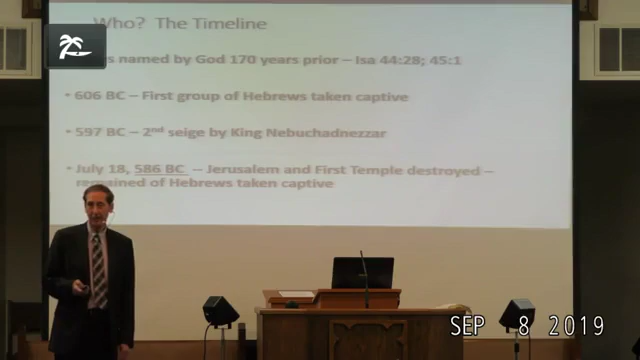 Who? The Timeline
s named by God 170 years prior – Isa 44:28; 45:1
• 606 BC – First group of Hebrews taken captive
• 597 BC – 2nd seige by King Nebuchadnezzar
• July 18, 586 BC – Jerusalem and First Temple destroyed –
remained of Hebrews taken captive
SEP 8 2019